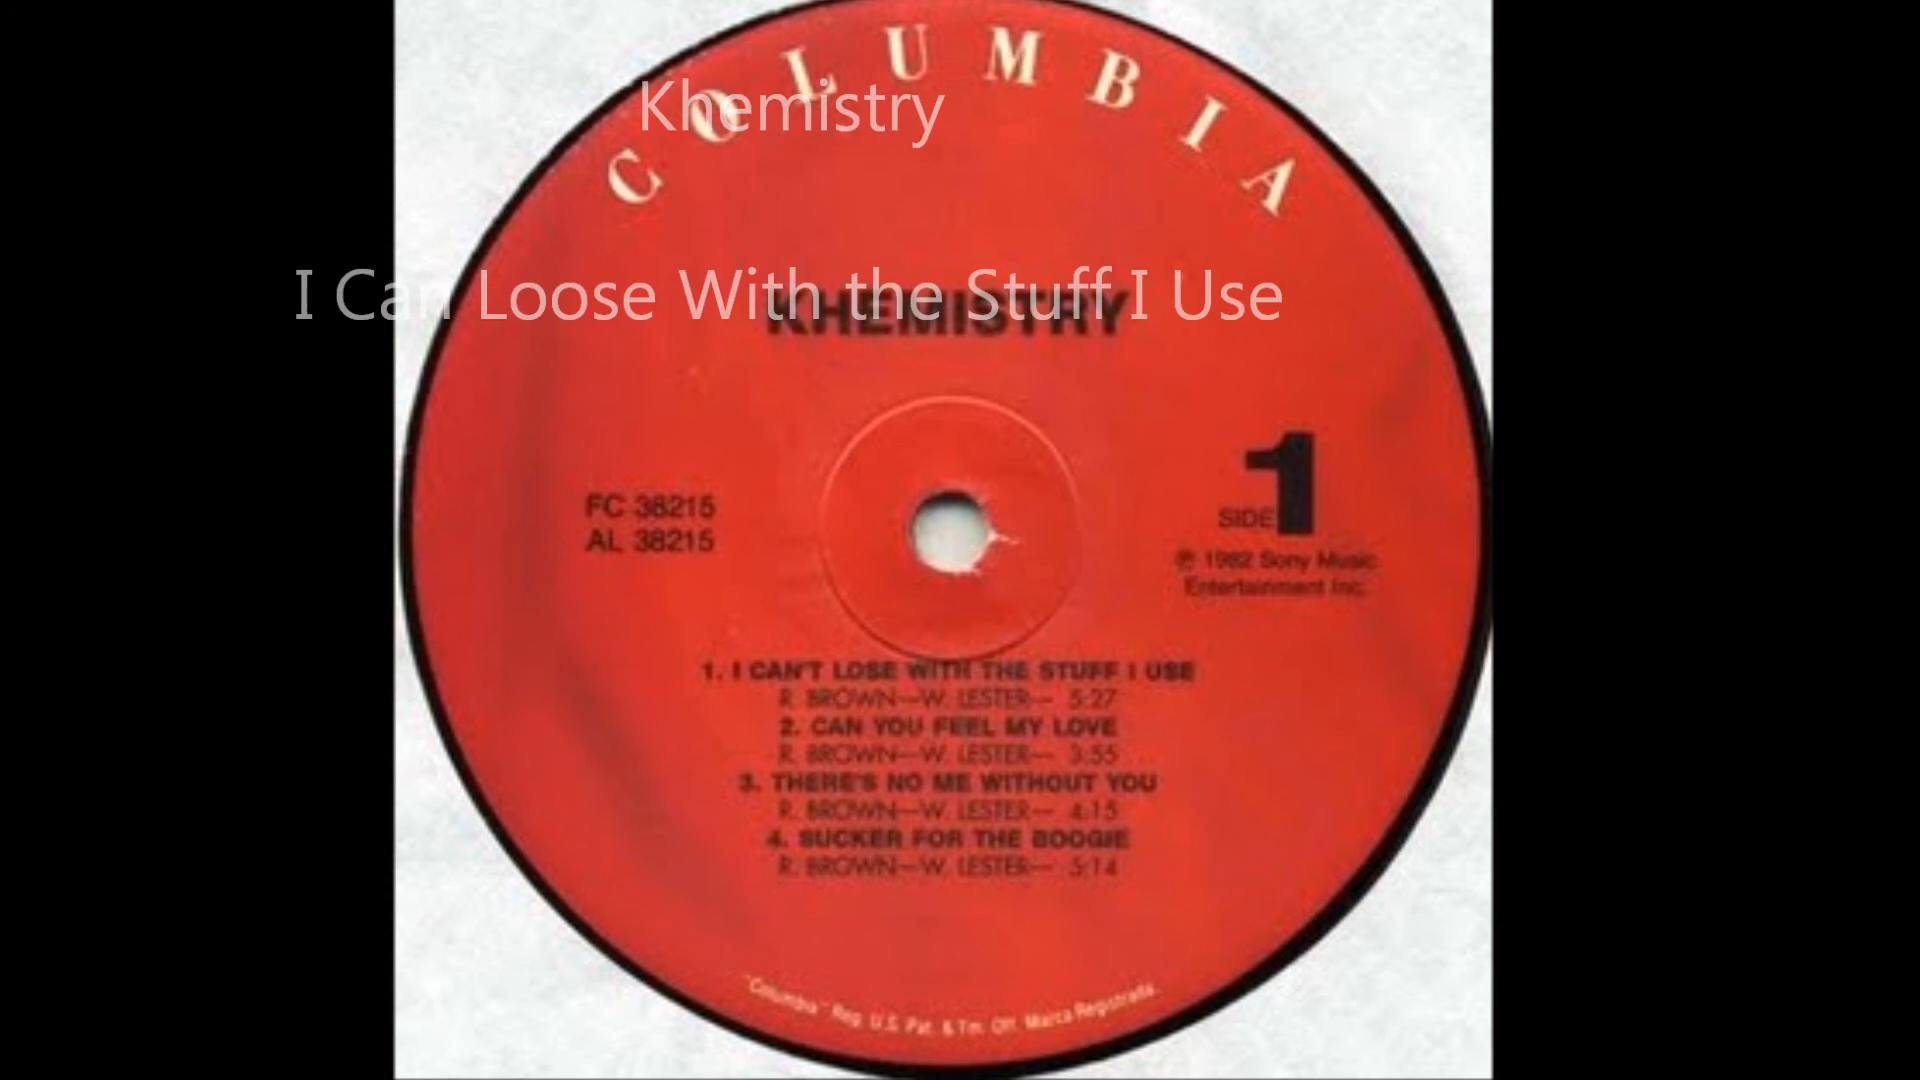 COLUMBIA
Khemistry
I Can Loose With the Stuff I Use
KHEMISTRY
FC 38215
AL 38215
SIDE 1
℗ 1982 Sony Music
Entertainment Inc.
1. I CAN'T LOSE WITH THE STUFF I USE
R. BROWN—W. LESTER— 5:27
2. CAN YOU FEEL MY LOVE
R. BROWN—W. LESTER— 3:55
3. THERE'S NO ME WITHOUT YOU
R. BROWN—W. LESTER— 4:15
4. SUCKER FOR THE BOOGIE
R. BROWN—W. LESTER— 5:14
"Columbia" Reg. U.S. Pat. & Tm. Off. Marca Registrada.